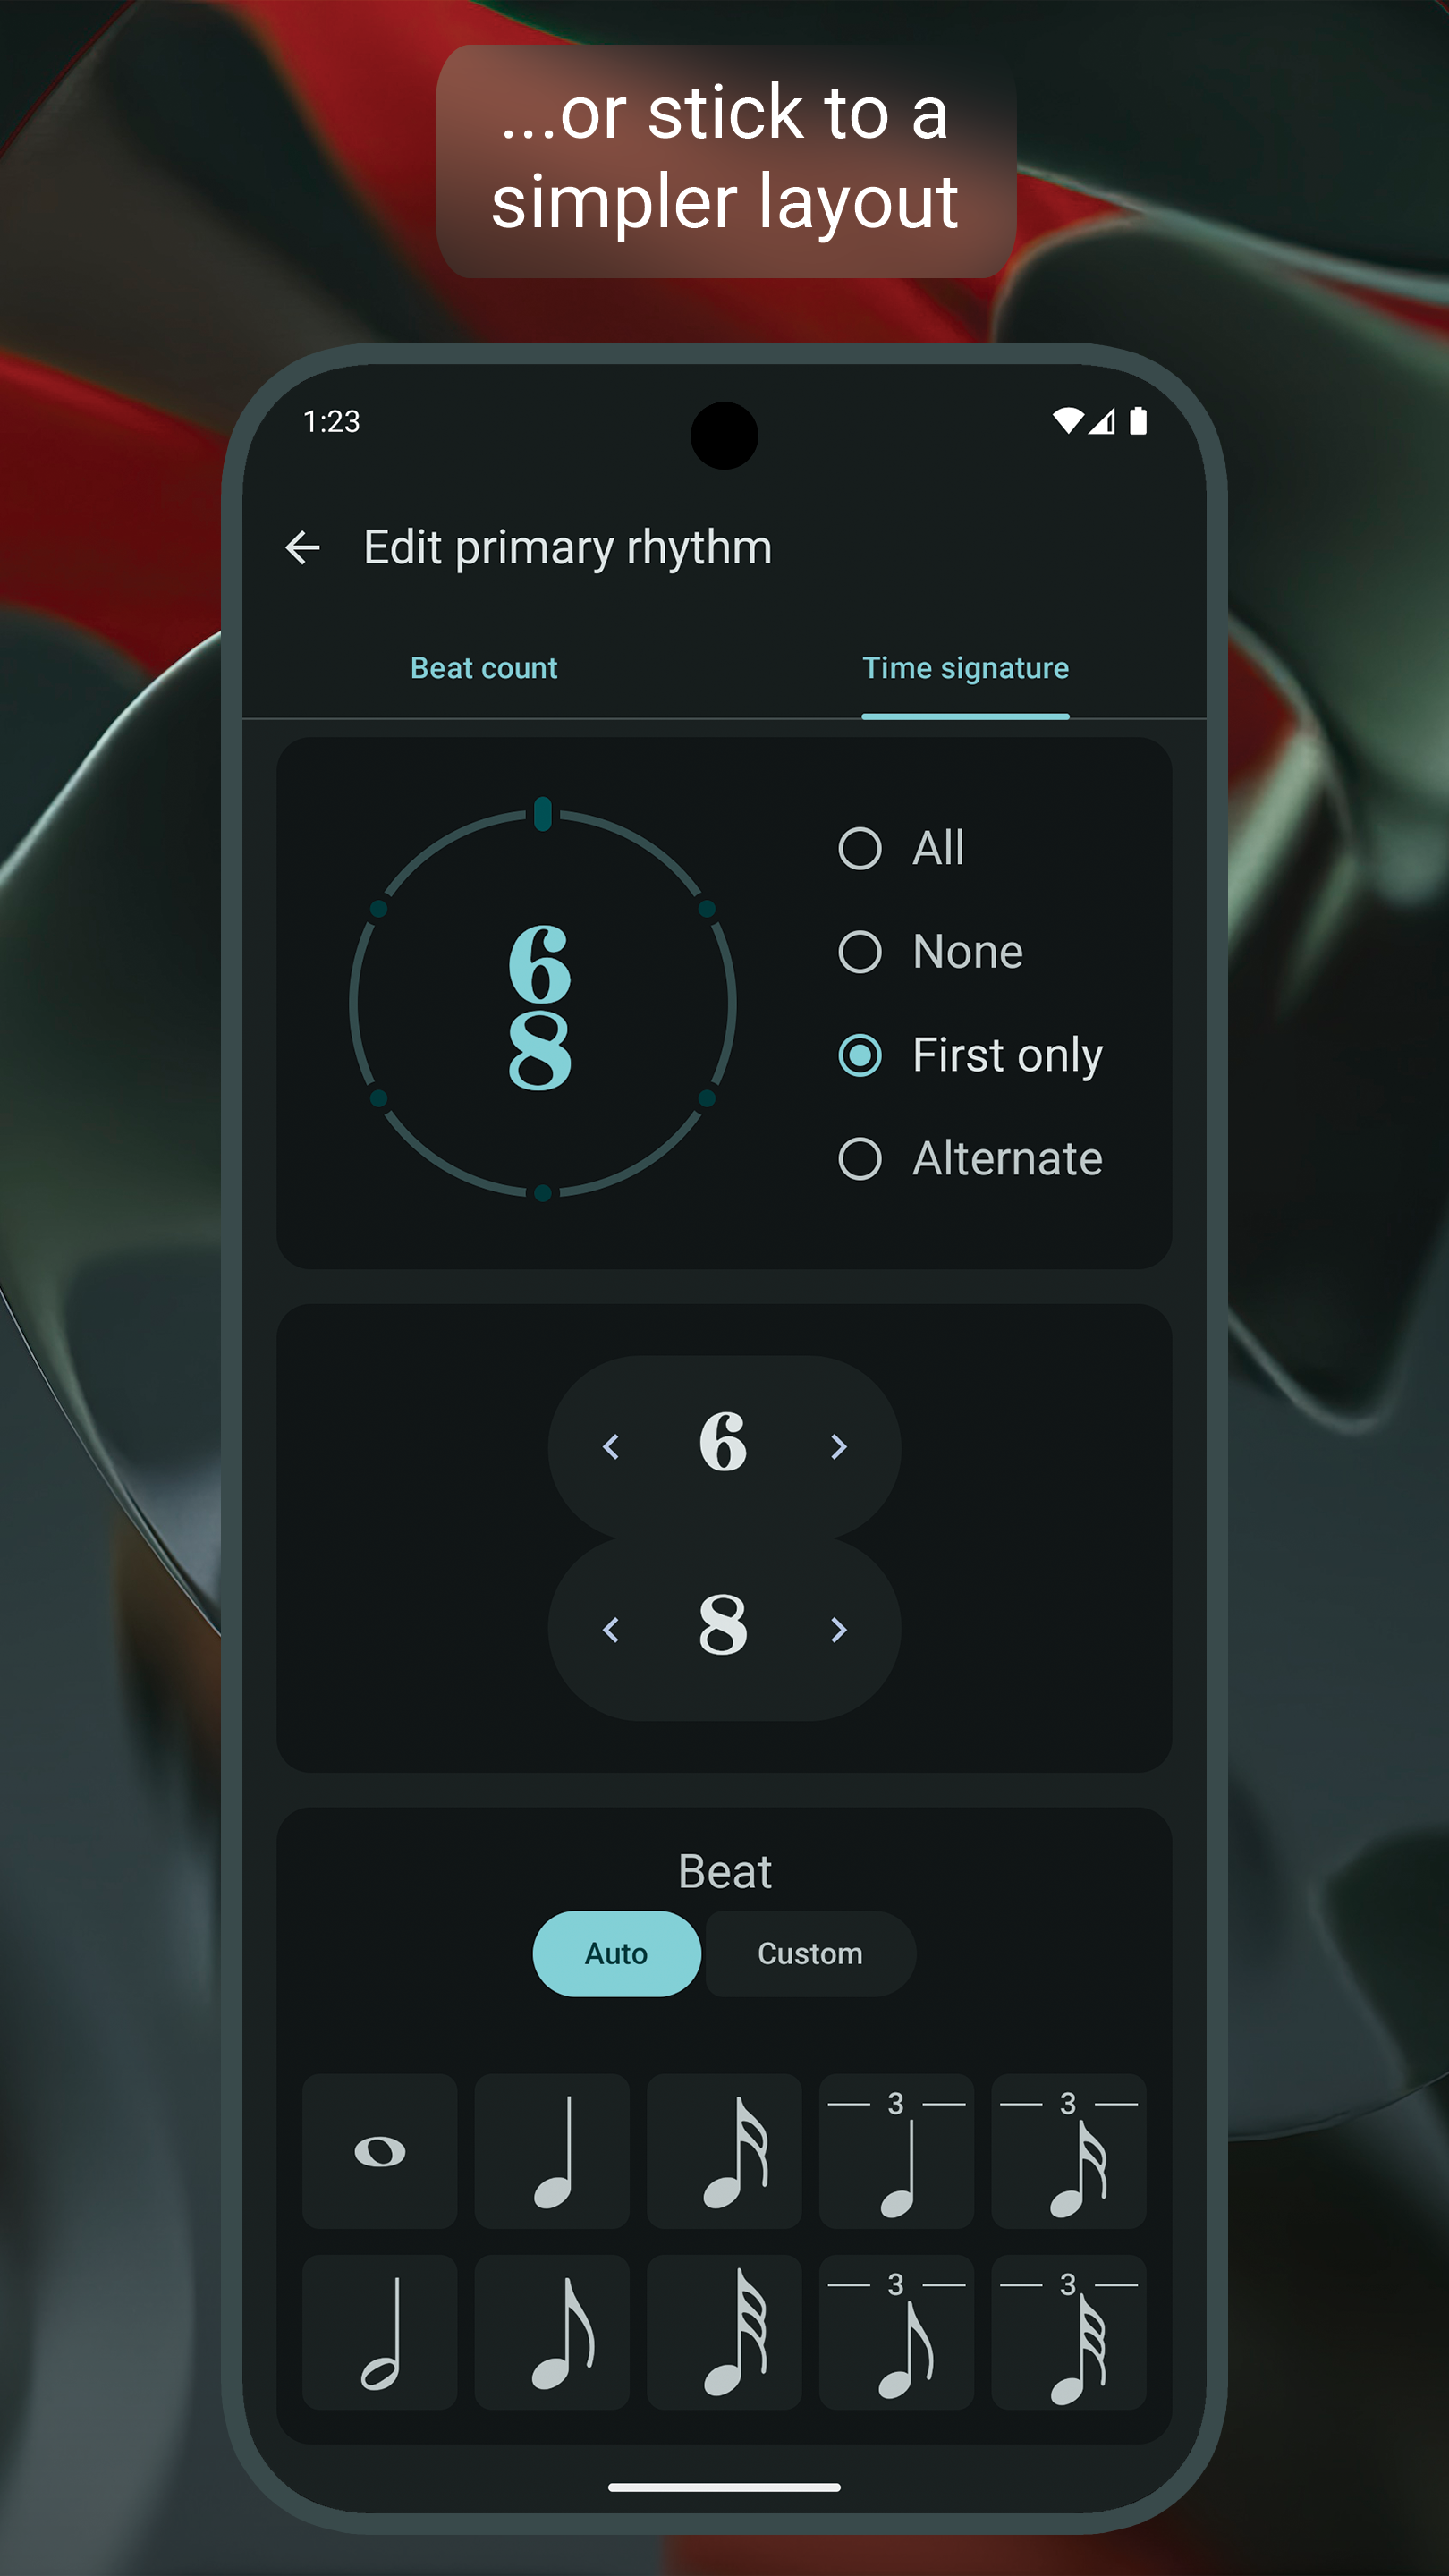 ...or stick to a
simpler layout
1:23
Edit primary rhythm
Beat count
Time signature
6
8
All
None
First only
Alternate
6
8
Beat
Auto
Custom
3
3
3
3